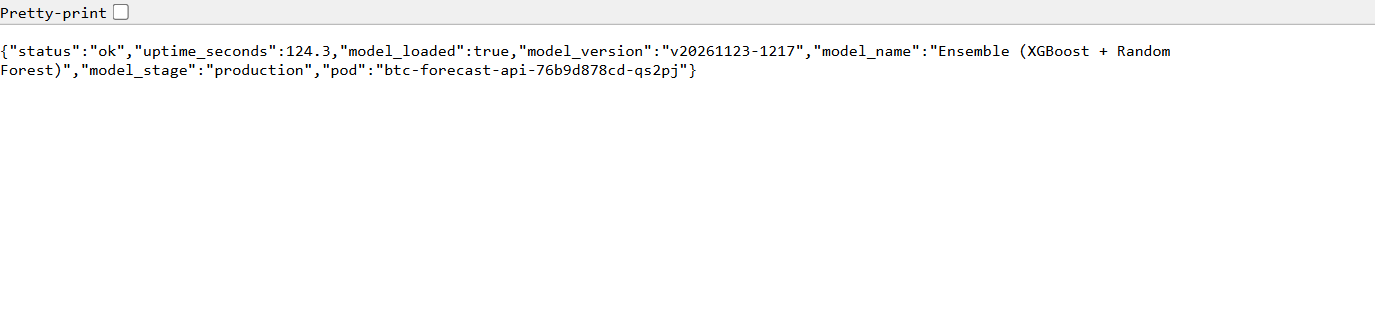 Pretty-print
{"status":"ok","uptime_seconds":124.3,"model_loaded":true,"model_version":"v20261123-1217","model_name":"Ensemble (XGBoost + Random
Forest)","model_stage":"production","pod":"btc-forecast-api-76b9d878cd-qs2pj"}